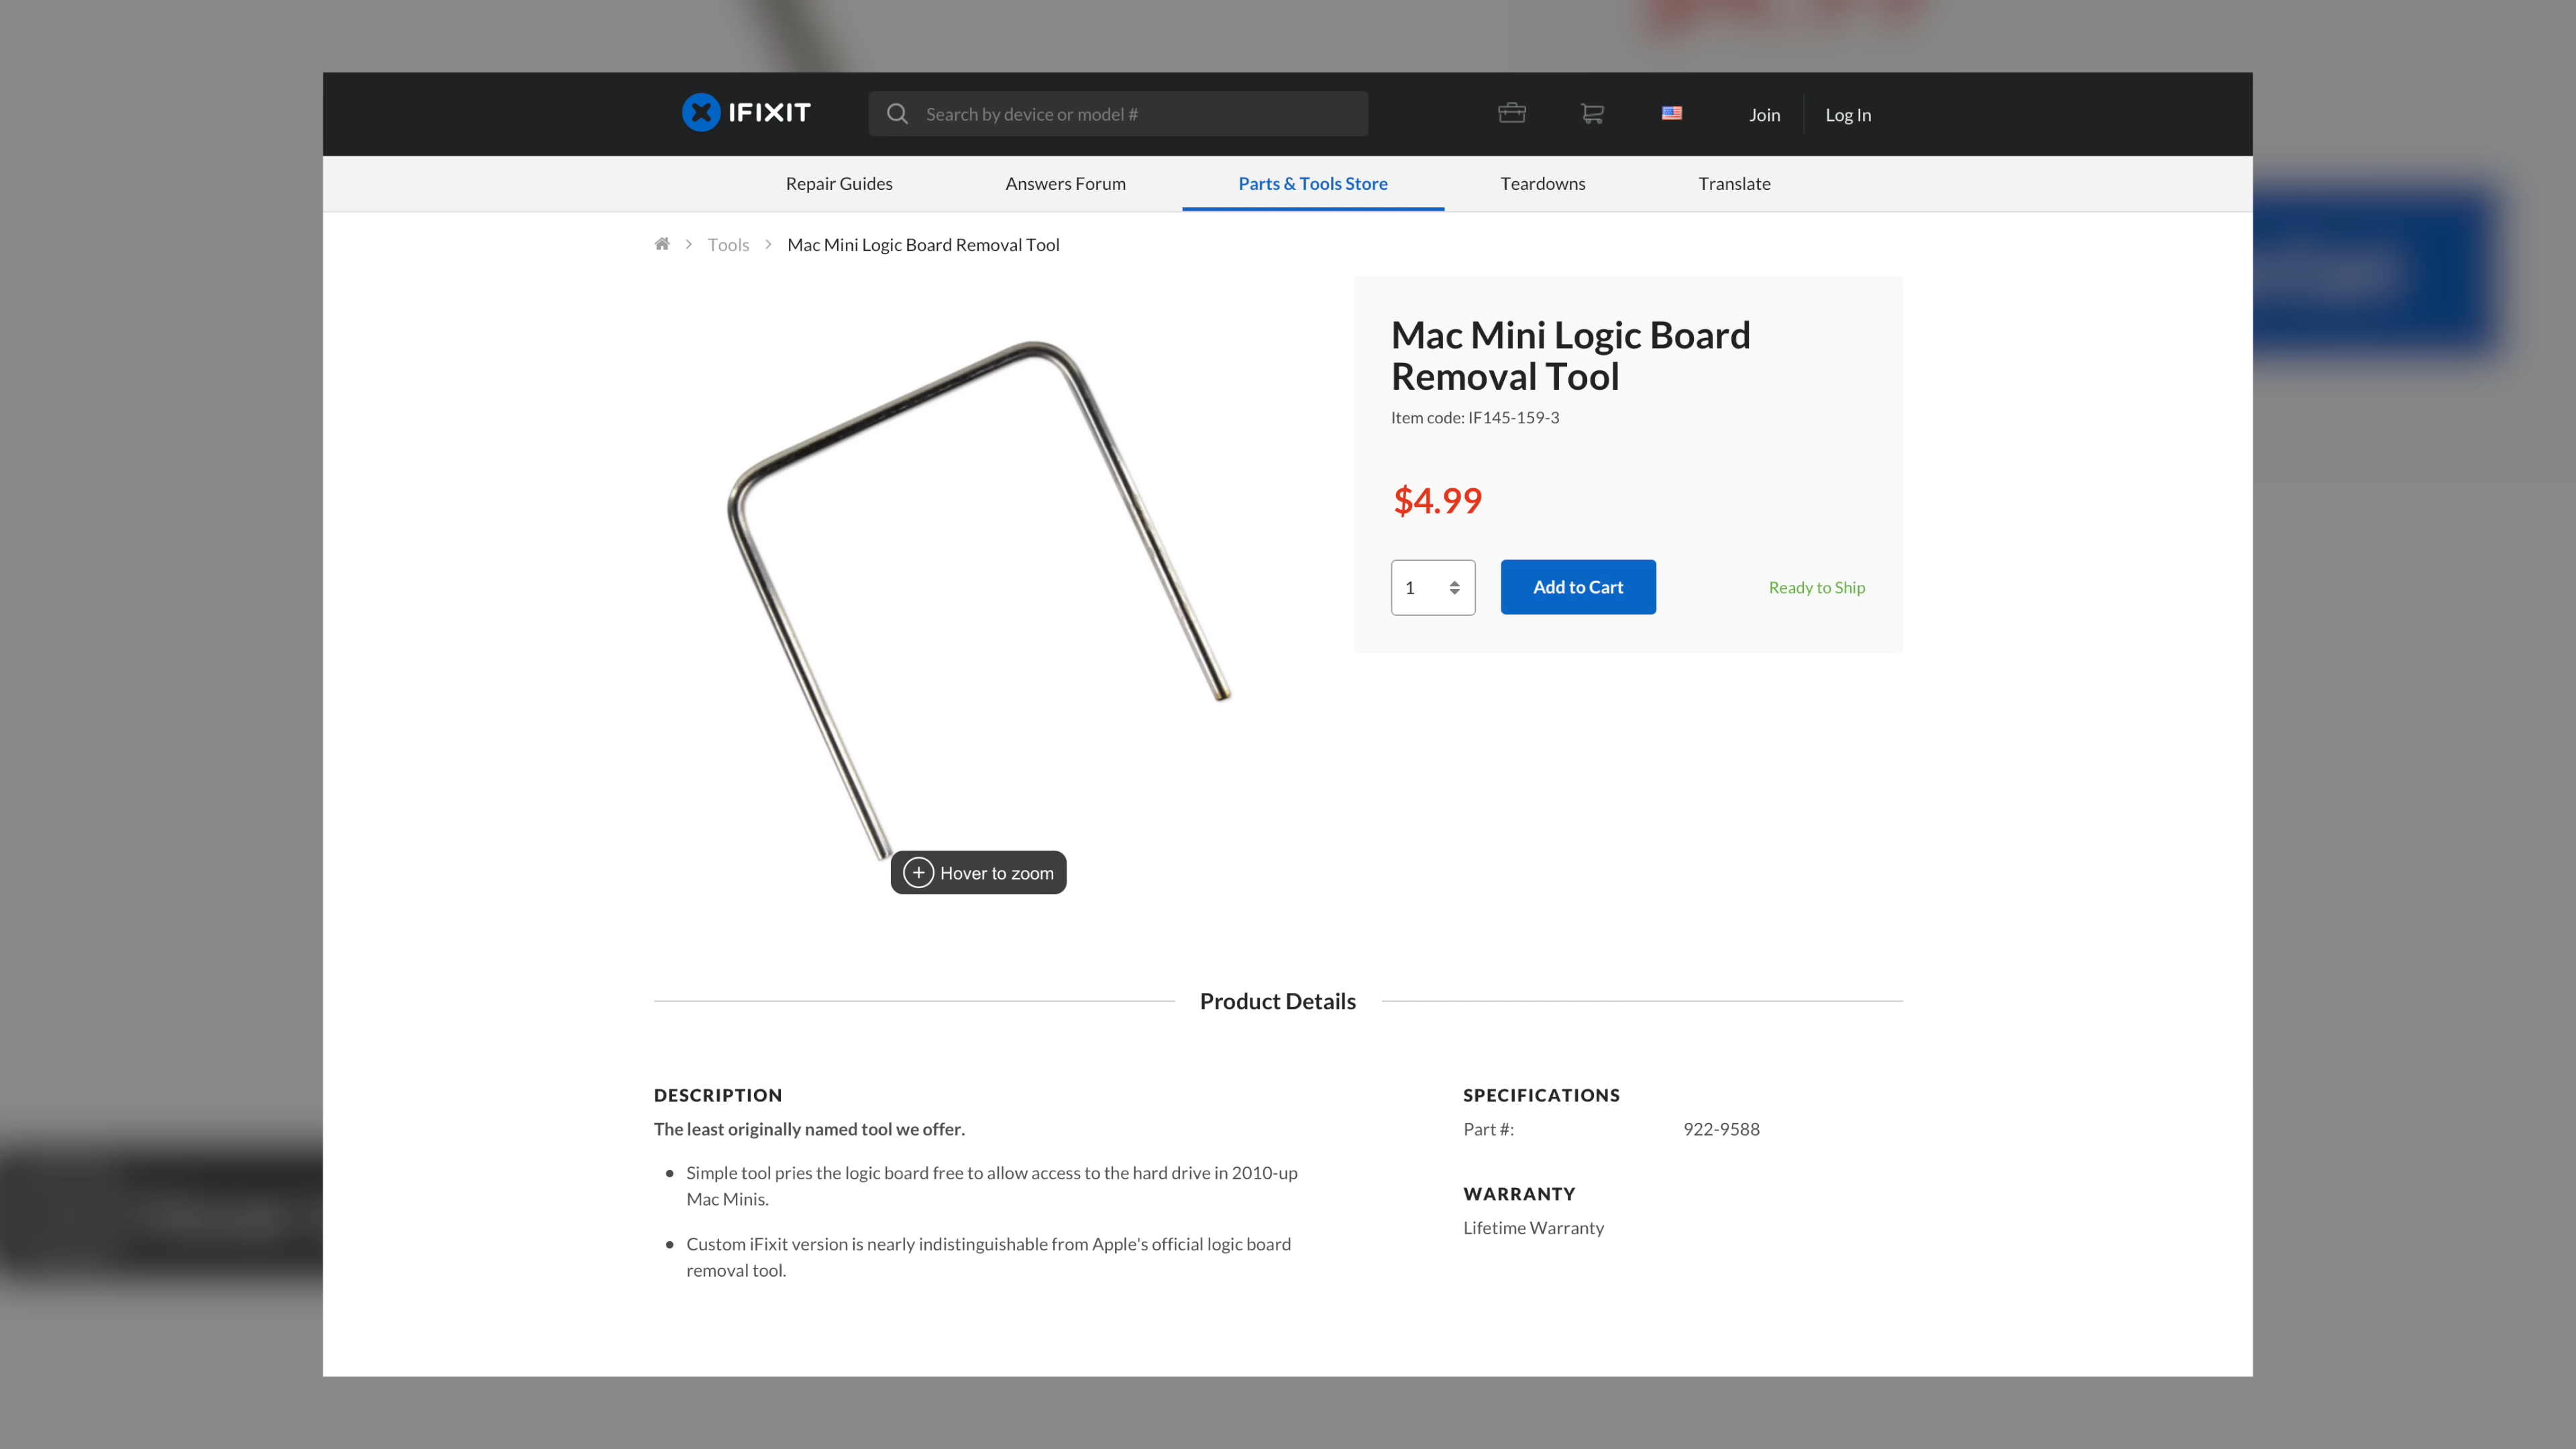 IFIXIT
Search by device or model #
Join
Log In
Repair Guides
Answers Forum
Parts & Tools Store
Teardowns
Translate
Tools
Mac Mini Logic Board Removal Tool
Mac Mini Logic Board
Removal Tool
Item code: IF145-159-3
$4.99
1
Add to Cart
Ready to Ship
Hover to zoom
Product Details
DESCRIPTION
The least originally named tool we offer.
Simple tool pries the logic board free to allow access to the hard drive in 2010-up
Mac Minis.
Custom iFixit version is nearly indistinguishable from Apple's official logic board
removal tool.
SPECIFICATIONS
Part #: 922-9588
WARRANTY
Lifetime Warranty